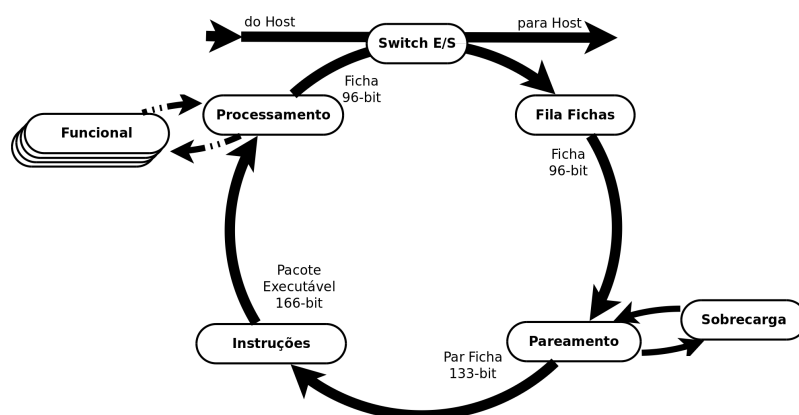 do Host
para Host
Switch E/S
Ficha
96-bit
Processamento
Fila Fichas
Funcional
Ficha
96-bit
Pacote
Executável
166-bit
Sobrecarga
Instruções
Pareamento
Par Ficha
133-bit